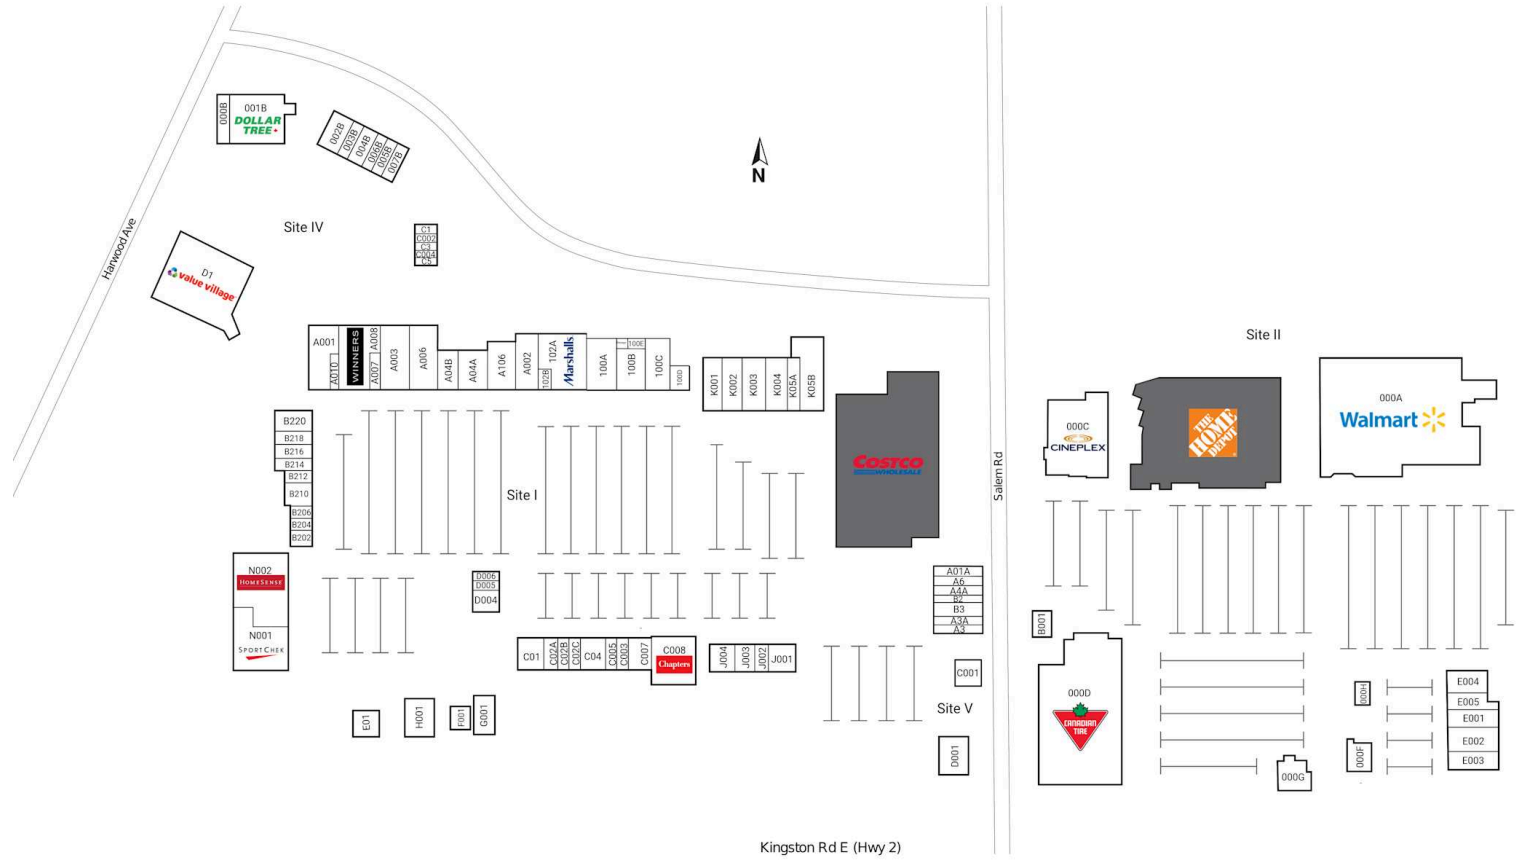 000B
001B
DOLLAR
TREE
002B
003B
004B
006B
005B
007B
N
Harwood Ave
Site IV
C1
C002
C3
C004
C5
D1
value village
A001
A010
WINNERS
A008
A007
A003
A006
A04B
A04A
A106
A002
102A
102B
Marshalls
100A
100E
100B
100C
100D
K001
K002
K003
K004
K05A
K05B
Site II
000C
CINEPLEX
THE
HOME
DEPOT
000A
Walmart
COSTCO
WHOLESALE
Salem Rd
B220
B218
B216
B214
B212
B210
B206
B204
B202
Site I
N002
HOMESENSE
N001
SPORTCHEK
D006
D005
D004
A01A
A6
A4A
B2
B3
A3A
A3
B001
C01
C02A
C02B
C02C
C04
C005
C003
C007
C008
Chapters
J004
J003
J002
J001
C001
Site V
D001
E01
H001
F001
G001
000D
CANADIAN
TIRE
000H
000F
000G
E004
E005
E001
E002
E003
Kingston Rd E (Hwy 2)